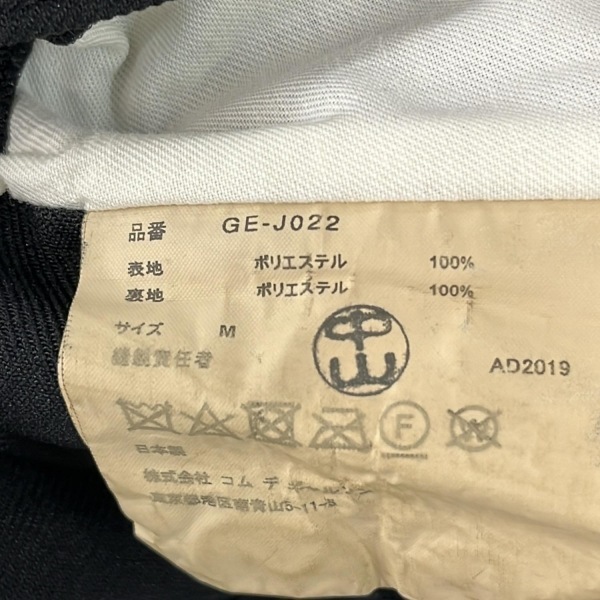 品番 GE-J022
表地 ポリエステル 100%
裏地 ポリエステル 100%
サイズ M
縫製責任者 中山
AD2019
F W
日本製
株式会社 コム デ ギャルソン
東京都港区南青山5-11-5